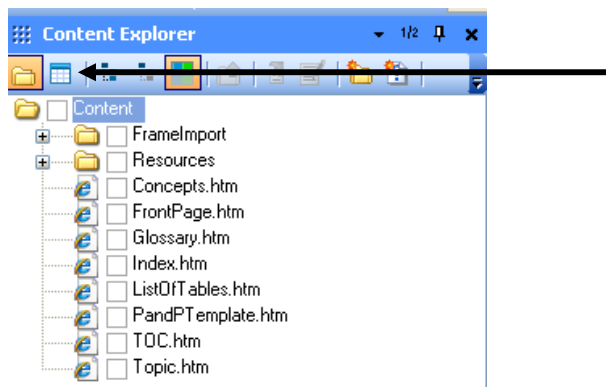 Content Explorer 1/2
Content
FrameImport
Resources
Concepts.htm
FrontPage.htm
Glossary.htm
Index.htm
ListOfTables.htm
PandPTemplate.htm
TOC.htm
Topic.htm